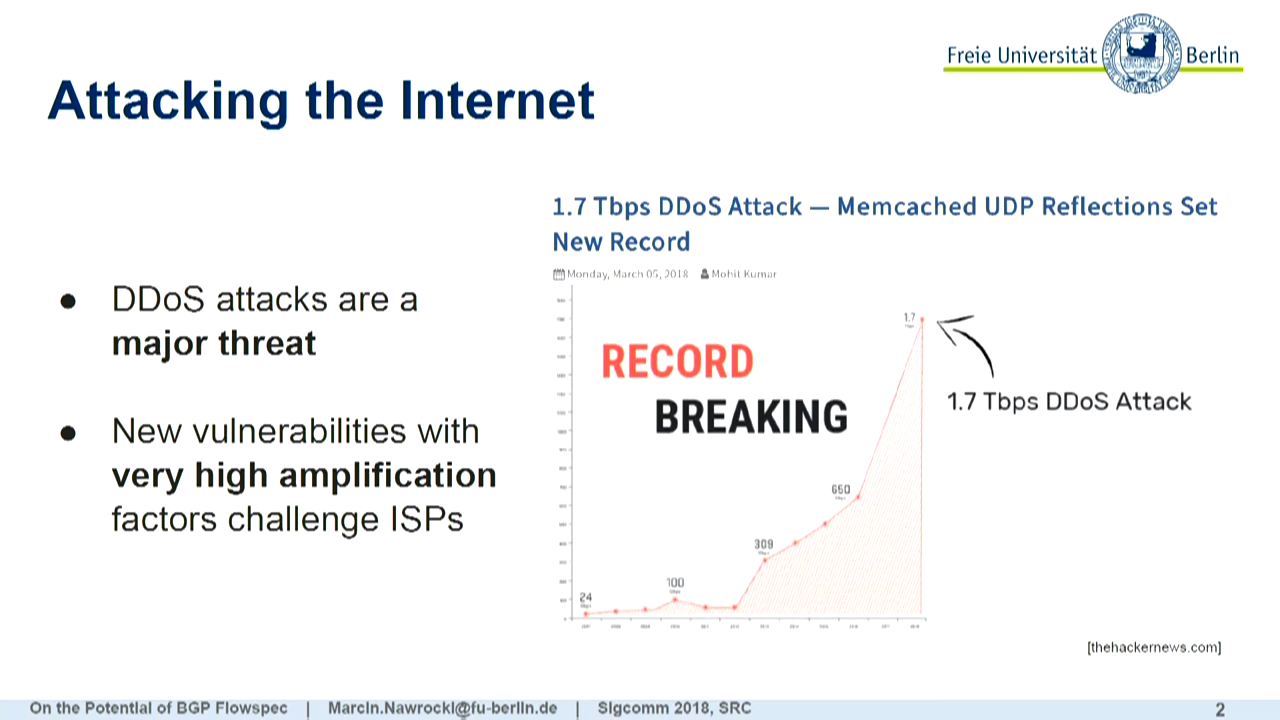 Freie Universität Berlin
Attacking the Internet
1.7 Tbps DDoS Attack — Memcached UDP Reflections Set
New Record
Monday, March 05, 2018 Mohit Kumar
● DDoS attacks are a
major threat
● New vulnerabilities with
very high amplification
factors challenge ISPs
RECORD
BREAKING
1.7
1.7 Tbps DDoS Attack
650
309
100
24
[thehackernews.com]
On the Potential of BGP Flowspec | Marcin.Nawrocki@fu-berlin.de | Sigcomm 2018, SRC 2